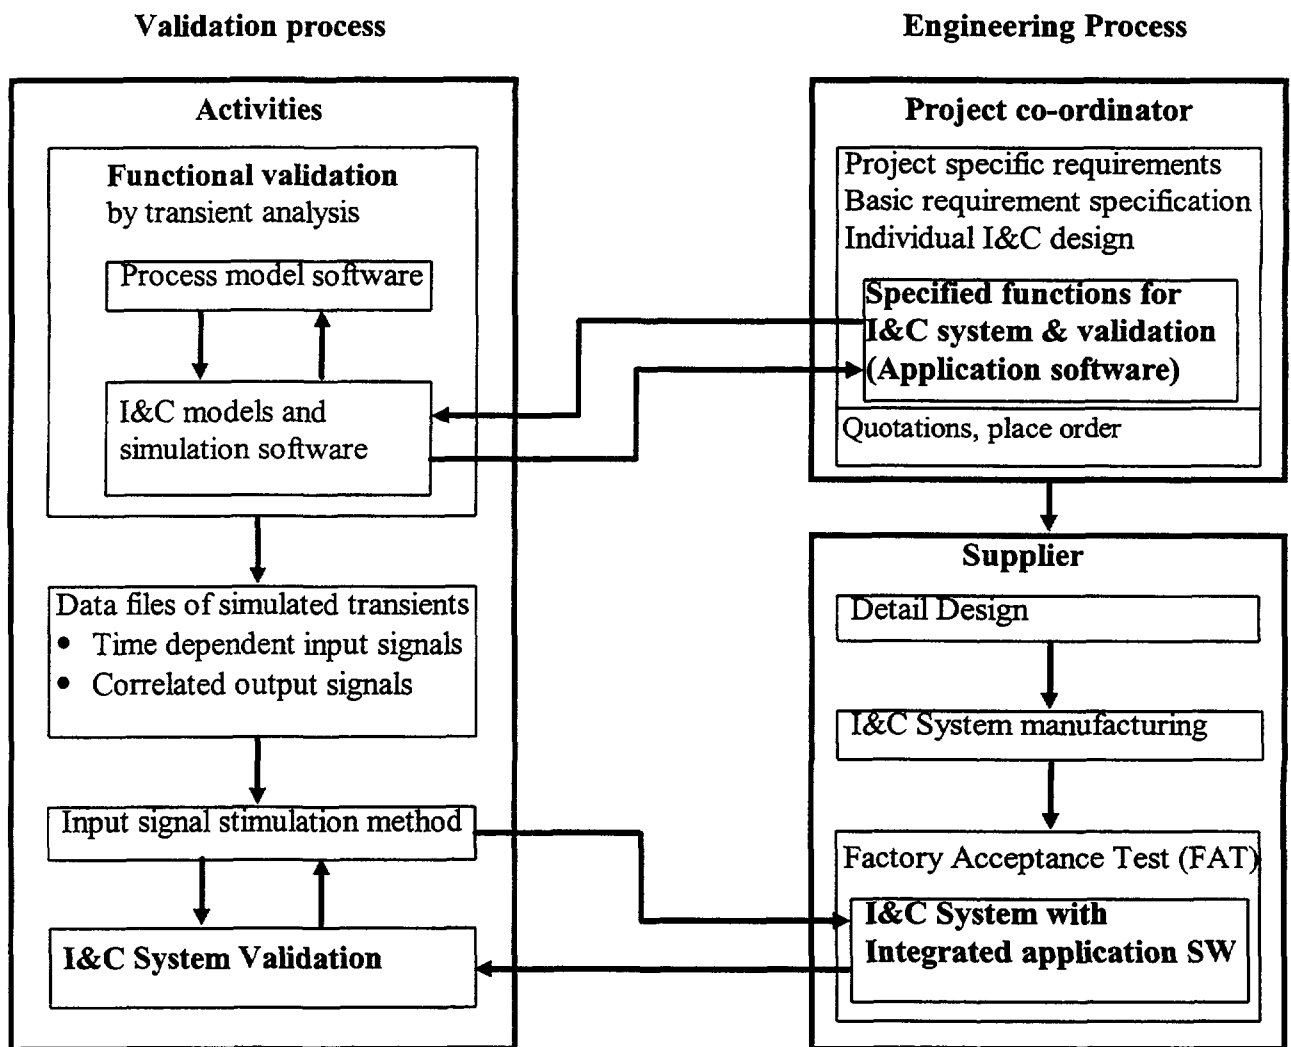 Validation process
Engineering Process
Activities
Functional validation
by transient analysis
Process model software
I&C models and
simulation software
Data files of simulated transients
• Time dependent input signals
• Correlated output signals
Input signal stimulation method
I&C System Validation
Project co-ordinator
Project specific requirements
Basic requirement specification
Individual I&C design
Specified functions for
I&C system & validation
(Application software)
Quotations, place order
Supplier
Detail Design
I&C System manufacturing
Factory Acceptance Test (FAT)
I&C System with
Integrated application SW